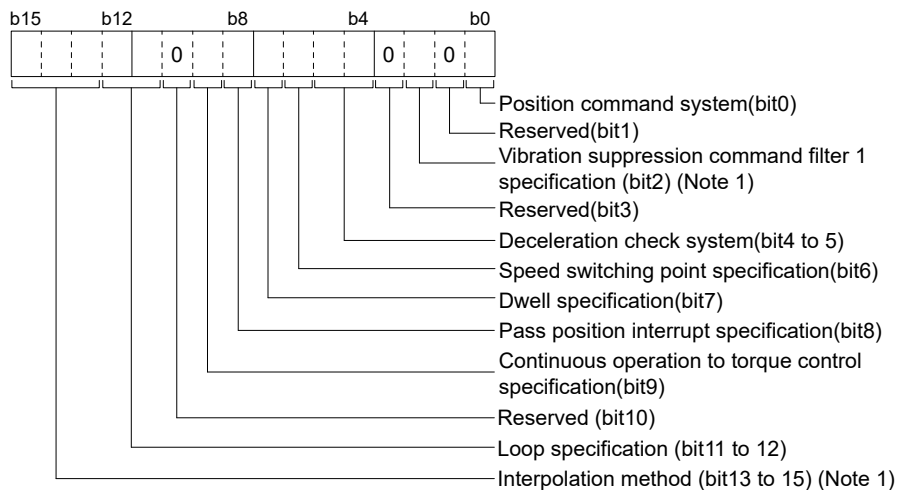 b15 b12 b8 b4 b0
0 0 0
Position command system(bit0)
Reserved(bit1)
Vibration suppression command filter 1
specification (bit2) (Note 1)
Reserved(bit3)
Deceleration check system(bit4 to 5)
Speed switching point specification(bit6)
Dwell specification(bit7)
Pass position interrupt specification(bit8)
Continuous operation to torque control
specification(bit9)
Reserved (bit10)
Loop specification (bit11 to 12)
Interpolation method (bit13 to 15) (Note 1)